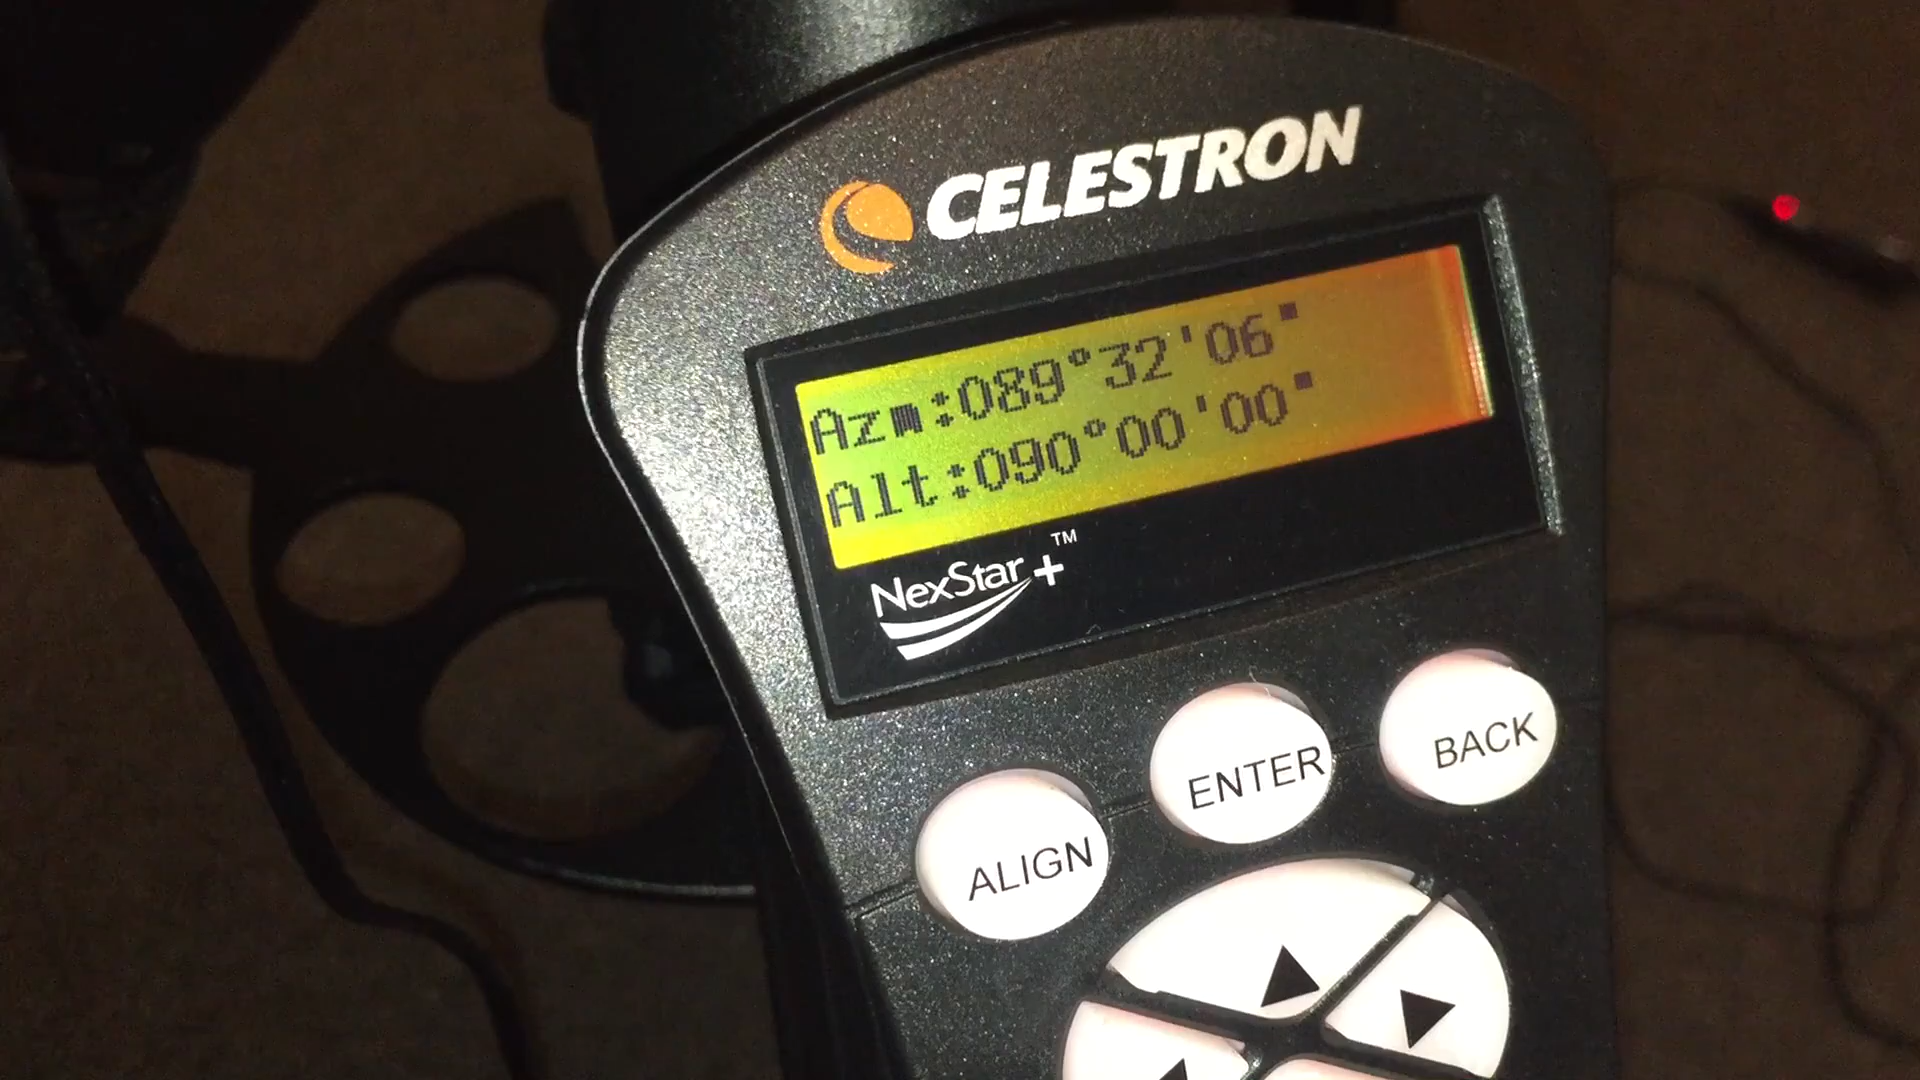 CELESTRON
Azm:089°32'06"
Alt:090°00'00"
NexStar+™
ALIGN
ENTER
BACK